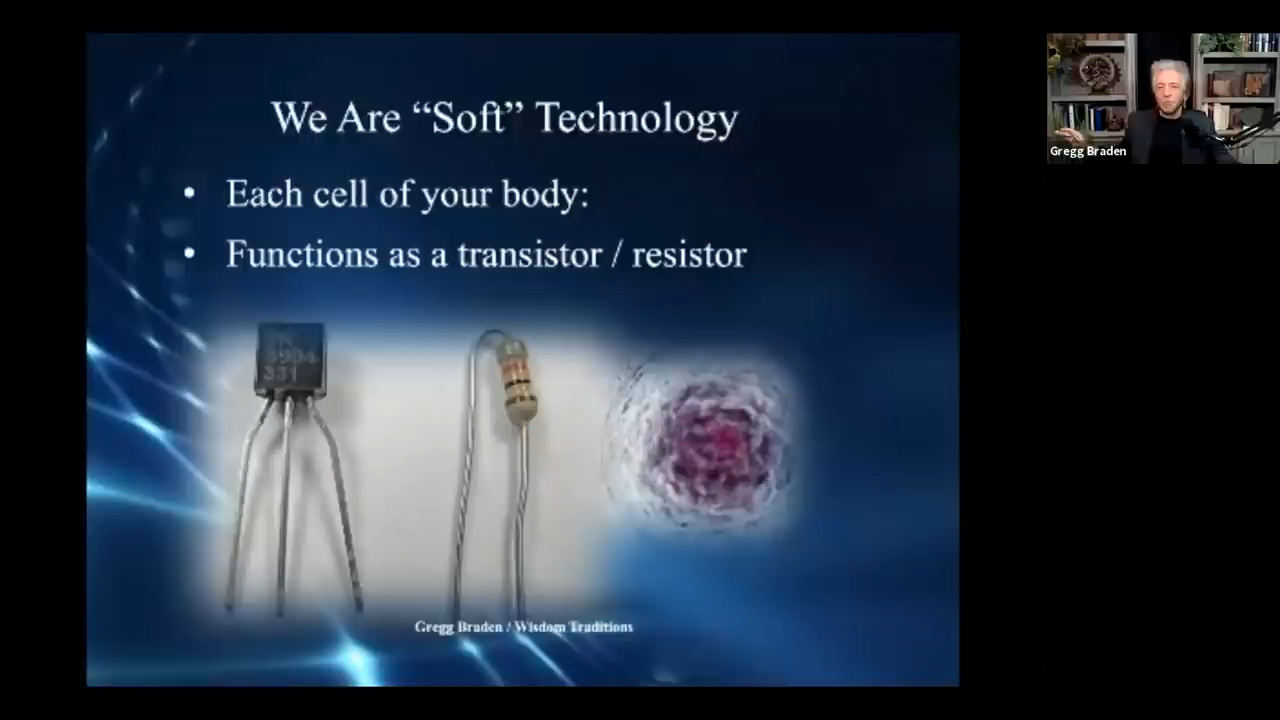 We Are “Soft” Technology
• Each cell of your body:
• Functions as a transistor / resistor
331
Gregg Braden / Wisdom Traditions
Gregg Braden